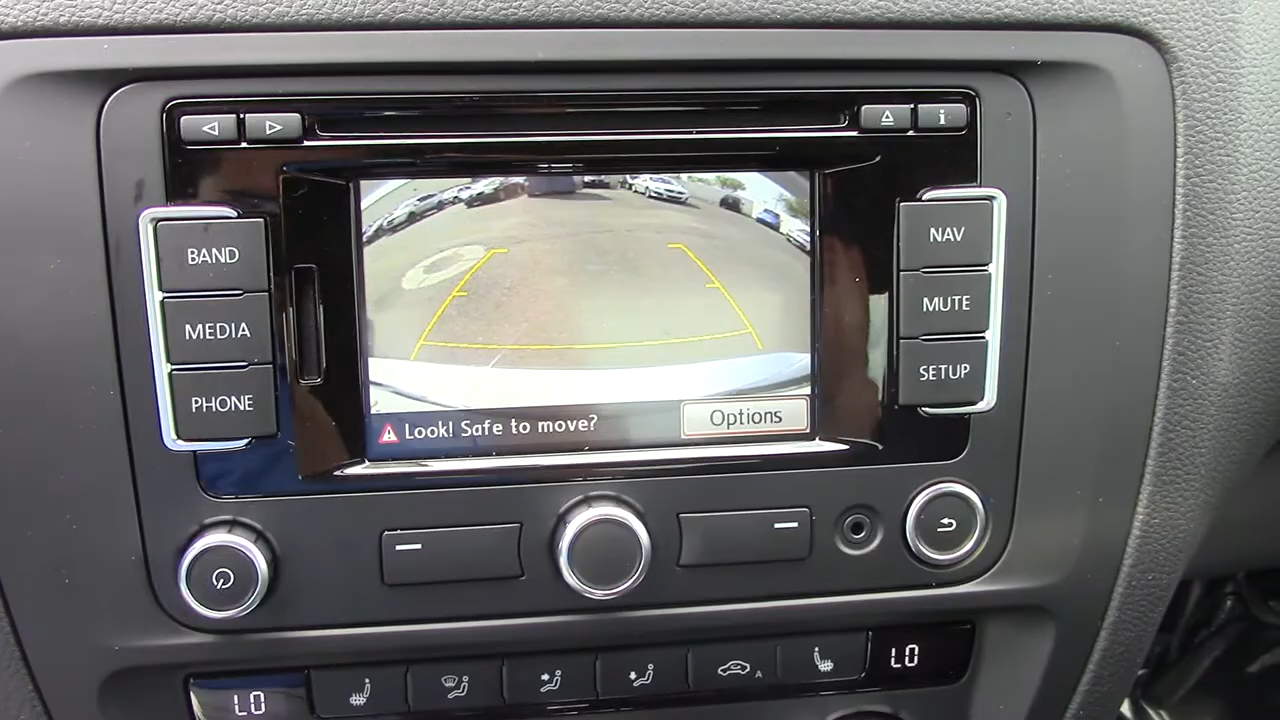 i
BAND
NAV
MEDIA
MUTE
PHONE
SETUP
Look! Safe to move?
Options
LO
A
LO